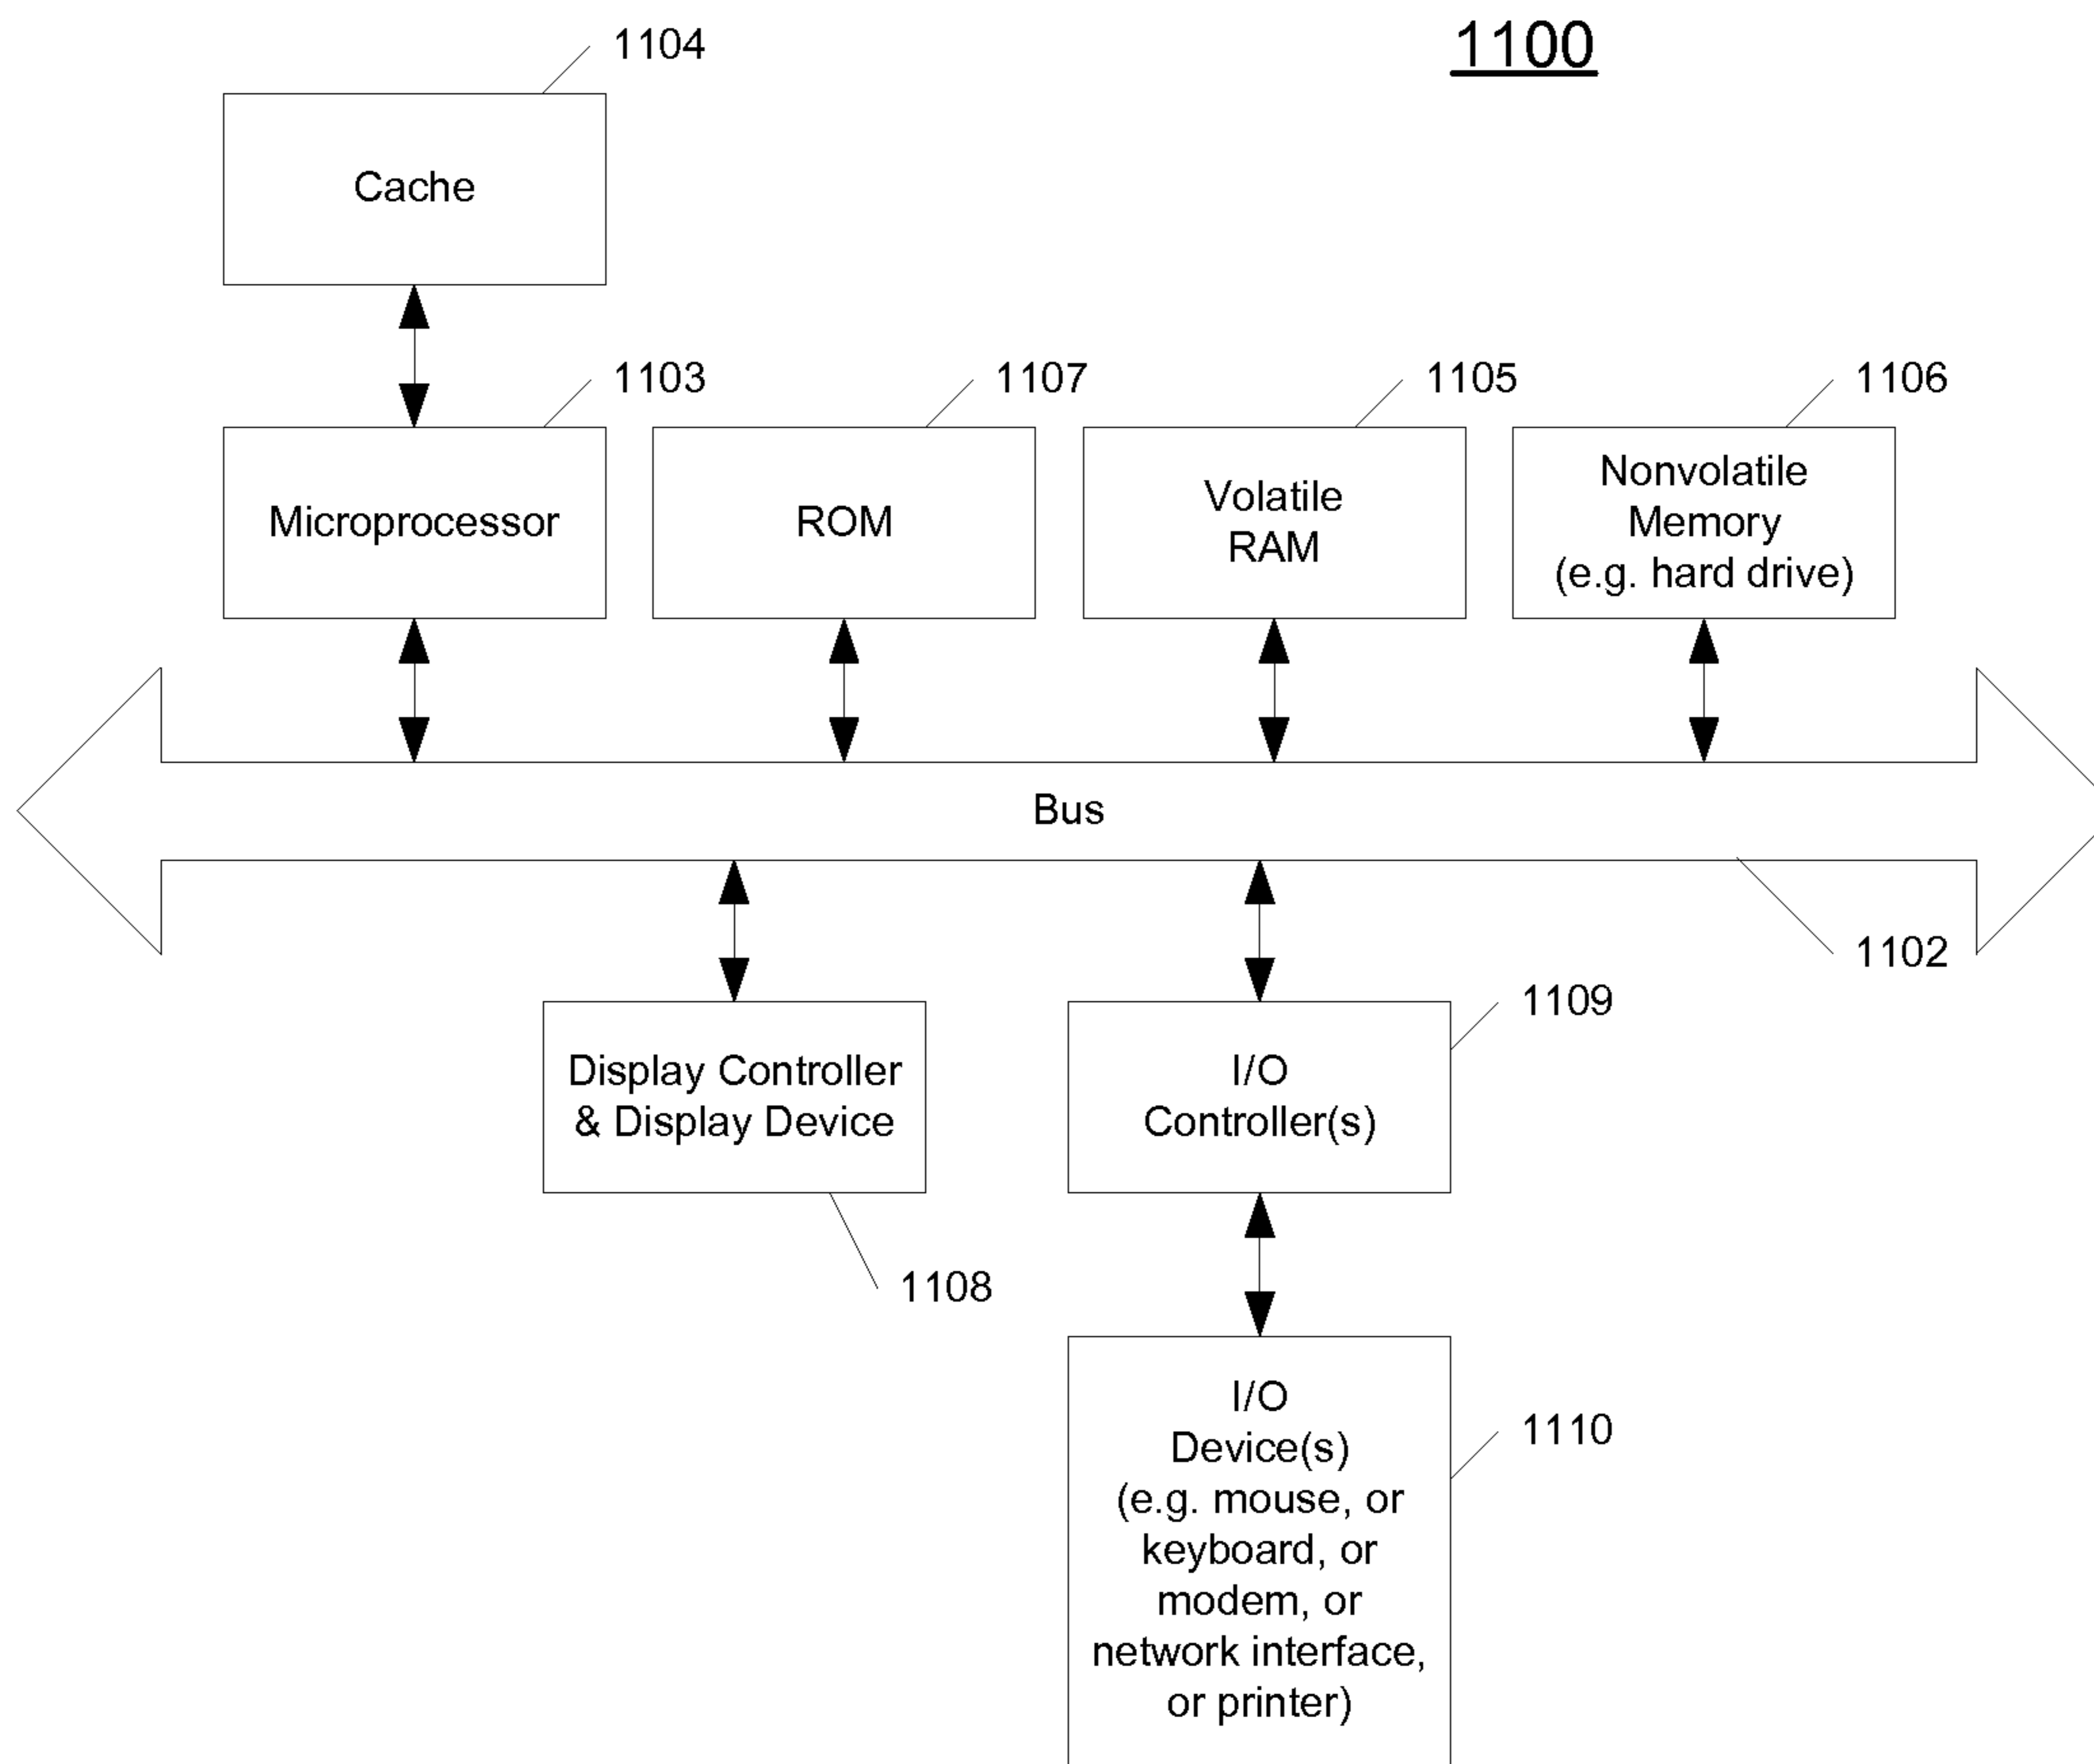 1104
1100
Cache
1103
1107
1105
1106
Microprocessor
ROM
Volatile
RAM
Nonvolatile
Memory
(e.g. hard drive)
Bus
1102
1109
Display Controller
& Display Device
I/O
Controller(s)
1108
1110
I/O
Device(s)
(e.g. mouse, or
keyboard, or
modem, or
network interface,
or printer)